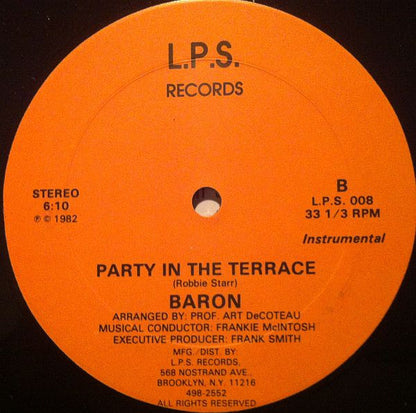 L.P.S.
RECORDS
STEREO
6:10
℗ © 1982
B
L.P.S. 008
33 1/3 RPM
Instrumental
PARTY IN THE TERRACE
(Robbie Starr)
BARON
ARRANGED BY: PROF. ART DeCOTEAU
MUSICAL CONDUCTOR: FRANKIE McINTOSH
EXECUTIVE PRODUCER: FRANK SMITH
MFG./DIST. BY:
L.P.S. RECORDS,
568 NOSTRAND AVE.,
BROOKLYN, N.Y. 11216
498-2552
ALL RIGHTS RESERVED